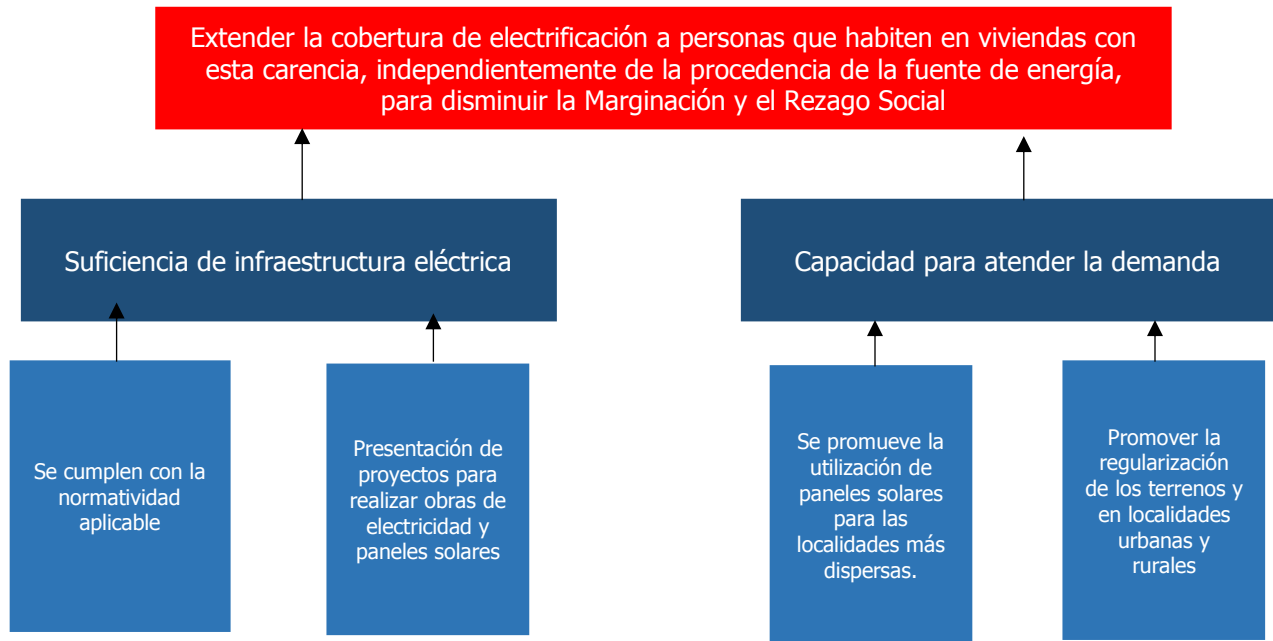 Extender la cobertura de electrificación a personas que habiten en viviendas con
esta carencia, independientemente de la procedencia de la fuente de energía,
para disminuir la Marginación y el Rezago Social
Suficiencia de infraestructura eléctrica
Capacidad para atender la demanda
Se cumplen con la
normatividad
aplicable
Presentación de
proyectos para
realizar obras de
electricidad y
paneles solares
Se promueve la
utilización de
paneles solares
para las
localidades más
dispersas.
Promover la
regularización
de los terrenos y
en localidades
urbanas y
rurales